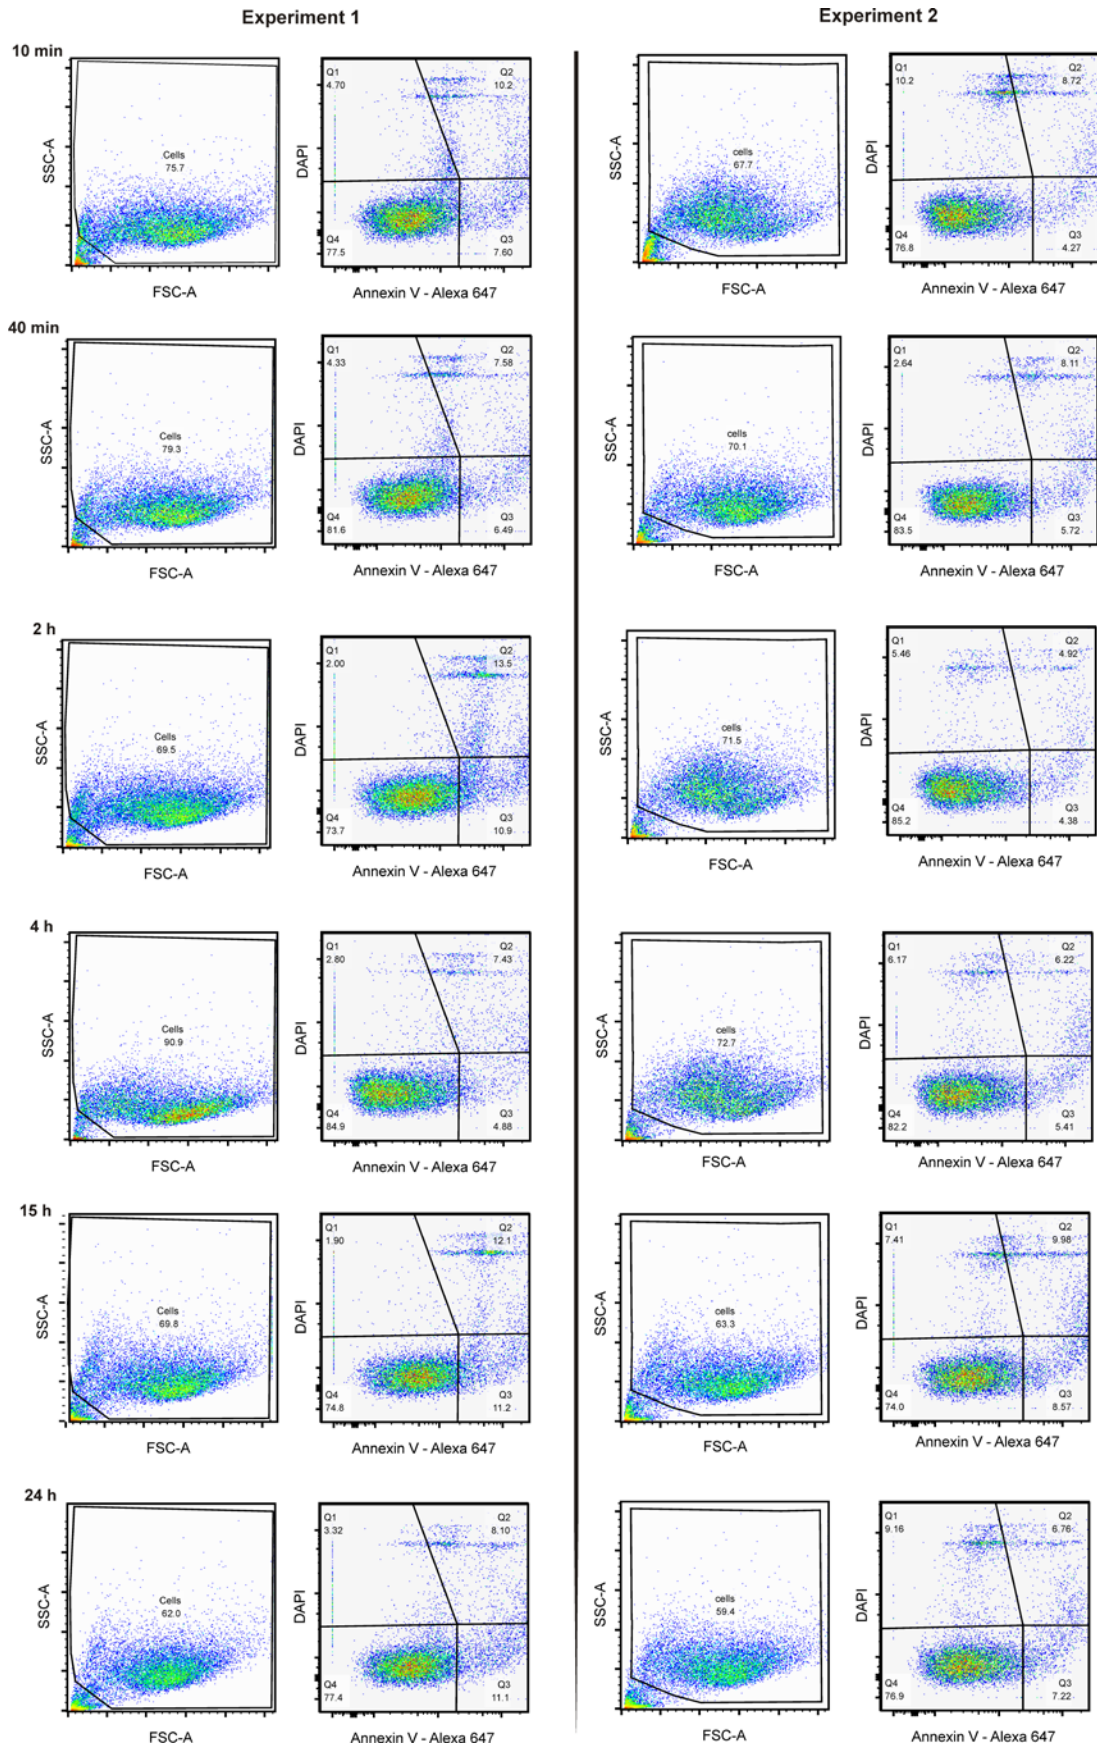 Experiment 1
Experiment 2
10 min
SSC-A
Cells
75.7
FSC-A
DAPI
Q1
4.70
Q2
10.2
Q4
77.5
Q3
7.60
Annexin V - Alexa 647
SSC-A
cells
67.7
FSC-A
DAPI
Q1
10.2
Q2
8.72
Q4
76.8
Q3
4.27
Annexin V - Alexa 647
40 min
SSC-A
Cells
79.3
FSC-A
DAPI
Q1
4.33
Q2
7.58
Q4
81.6
Q3
6.49
Annexin V - Alexa 647
SSC-A
cells
70.1
FSC-A
DAPI
Q1
2.64
Q2
8.11
Q4
83.5
Q3
5.72
Annexin V - Alexa 647
2 h
SSC-A
Cells
69.5
FSC-A
DAPI
Q1
2.00
Q2
13.5
Q4
73.7
Q3
10.9
Annexin V - Alexa 647
SSC-A
cells
71.5
FSC-A
DAPI
Q1
5.46
Q2
4.92
Q4
85.2
Q3
4.38
Annexin V - Alexa 647
4 h
SSC-A
Cells
90.9
FSC-A
DAPI
Q1
2.80
Q2
7.43
Q4
84.9
Q3
4.88
Annexin V - Alexa 647
SSC-A
cells
72.7
FSC-A
DAPI
Q1
6.17
Q2
6.22
Q4
82.2
Q3
5.41
Annexin V - Alexa 647
15 h
SSC-A
Cells
69.8
FSC-A
DAPI
Q1
1.90
Q2
12.1
Q4
74.8
Q3
11.2
Annexin V - Alexa 647
SSC-A
cells
63.3
FSC-A
DAPI
Q1
7.41
Q2
9.98
Q4
74.0
Q3
8.57
Annexin V - Alexa 647
24 h
SSC-A
Cells
62.0
FSC-A
DAPI
Q1
3.32
Q2
8.10
Q4
77.4
Q3
11.1
Annexin V - Alexa 647
SSC-A
cells
59.4
FSC-A
DAPI
Q1
9.16
Q2
6.76
Q4
76.9
Q3
7.22
Annexin V - Alexa 647